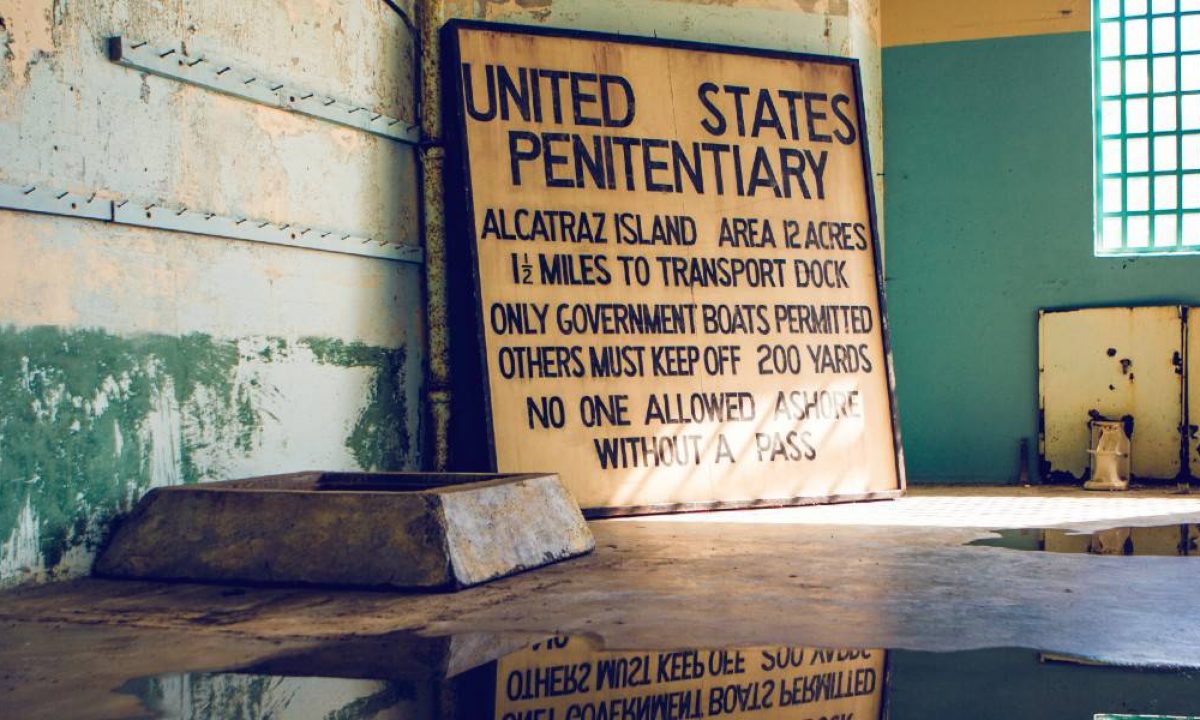 UNITED STATES
PENITENTIARY
ALCATRAZ ISLAND AREA 12 ACRES
1½ MILES TO TRANSPORT DOCK
ONLY GOVERNMENT BOATS PERMITTED
OTHERS MUST KEEP OFF 200 YARDS
NO ONE ALLOWED ASHORE
WITHOUT A PASS